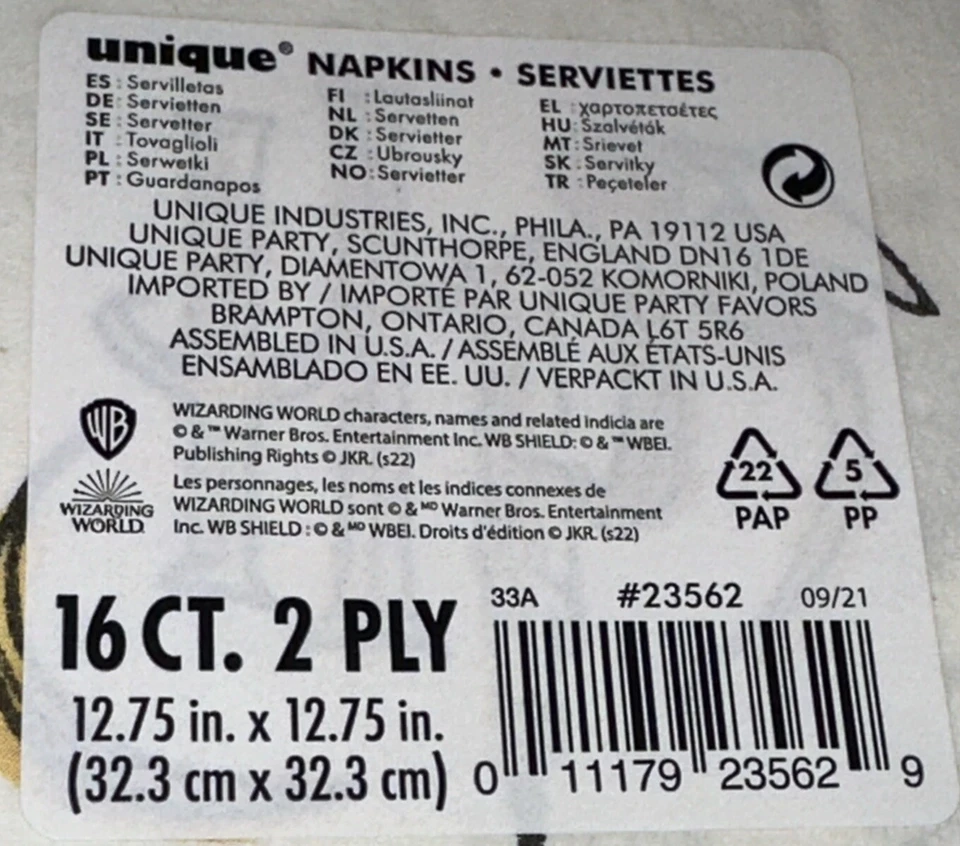 unique® NAPKINS • SERVIETTES
ES : Servilletas
DE : Servietten
SE : Servetter
IT : Tovaglioli
PL : Serwetki
PT : Guardanapos
FI : Lautasliinat
NL : Servetten
DK : Servietter
CZ : Ubrousky
NO : Servietter
EL : χαρτοπετσέτες
HU : Szalvéták
MT : Srievet
SK : Servítky
TR : Peçeteler
UNIQUE INDUSTRIES, INC., PHILA., PA 19112 USA
UNIQUE PARTY, SCUNTHORPE, ENGLAND DN16 1DE
UNIQUE PARTY, DIAMENTOWA 1, 62-052 KOMORNIKI, POLAND
IMPORTED BY / IMPORTÉ PAR UNIQUE PARTY FAVORS
BRAMPTON, ONTARIO, CANADA L6T 5R6
ASSEMBLED IN U.S.A. / ASSEMBLÉ AUX ÉTATS-UNIS
ENSAMBLADO EN EE. UU. / VERPACKT IN U.S.A.
WB
WIZARDING WORLD characters, names and related indicia are
© & ™ Warner Bros. Entertainment Inc. WB SHIELD: © & ™ WBEI.
Publishing Rights © JKR. (s22)
WIZARDING
WORLD
Les personnages, les noms et les indices connexes de
WIZARDING WORLD sont © & MD Warner Bros. Entertainment
Inc. WB SHIELD : © & MD WBEI. Droits d'édition © JKR. (s22)
22
PAP
5
PP
16 CT. 2 PLY
12.75 in. x 12.75 in.
(32.3 cm x 32.3 cm)
33A #23562 09/21
0 11179 23562 9